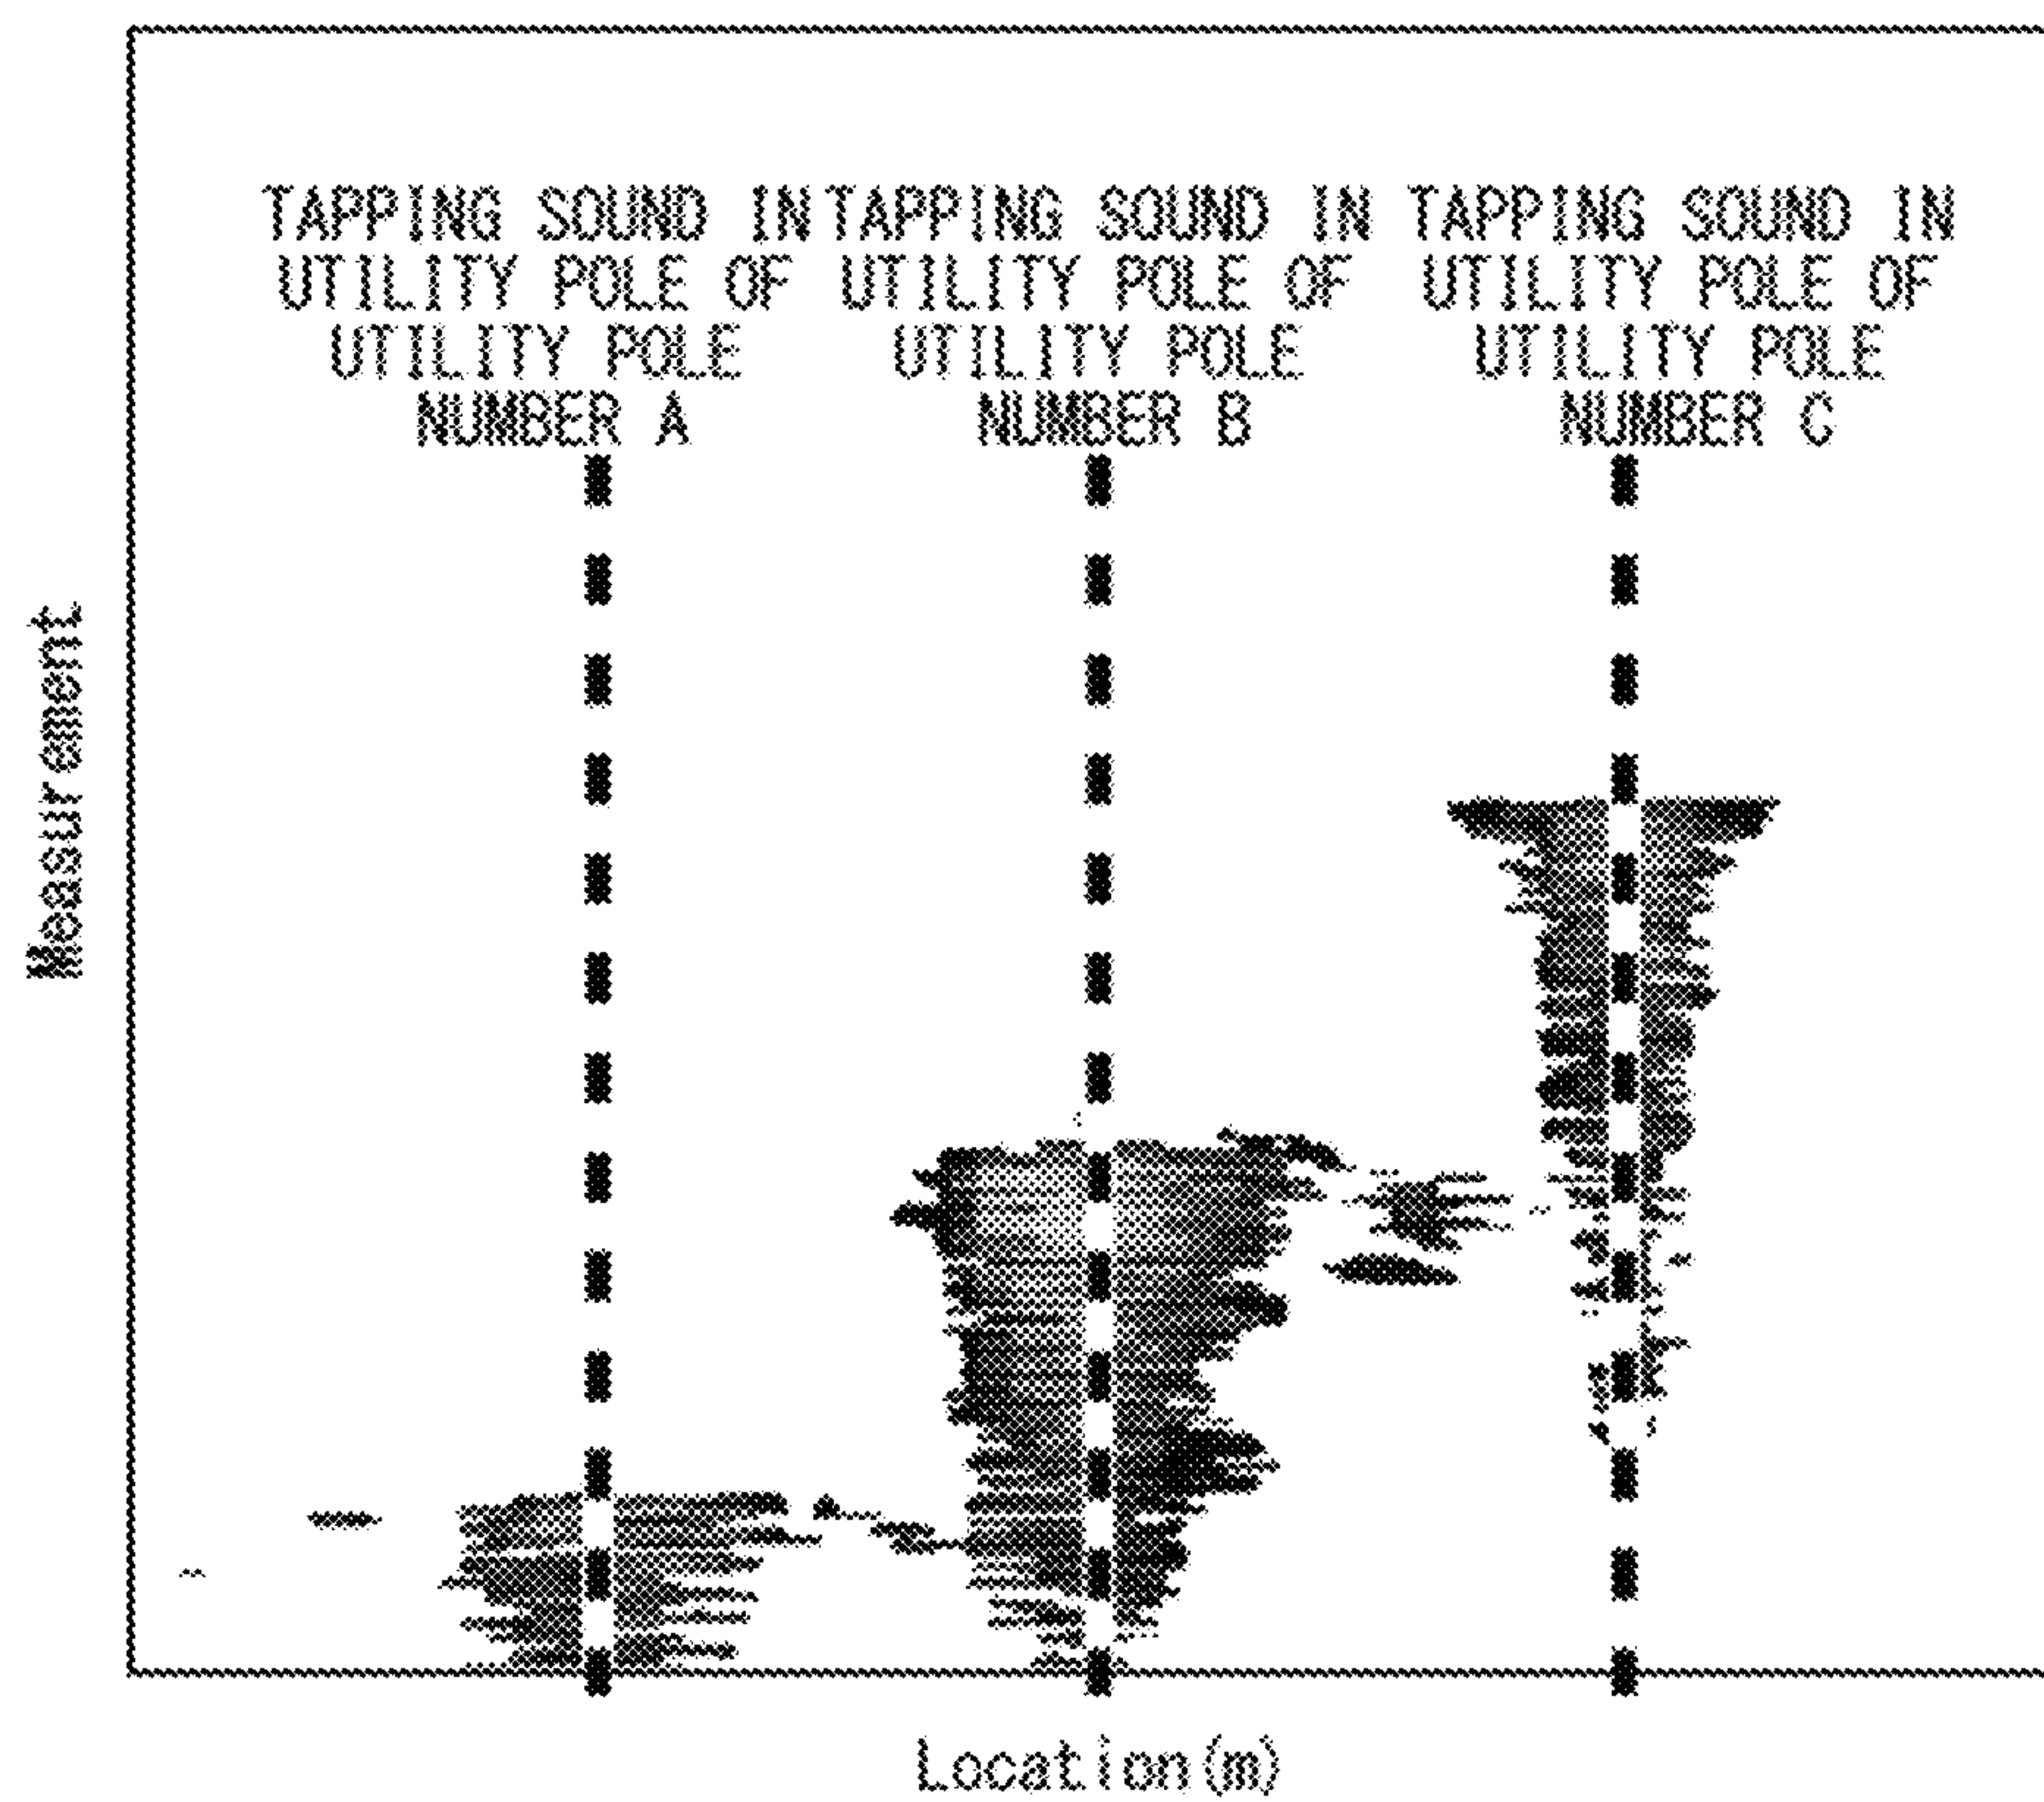 TAPPING SOUND IN
UTILITY POLE OF
UTILITY POLE
NUMBER A
TAPPING SOUND IN
UTILITY POLE OF
UTILITY POLE
NUMBER B
TAPPING SOUND IN
UTILITY POLE OF
UTILITY POLE
NUMBER C
Measurement
Location(m)